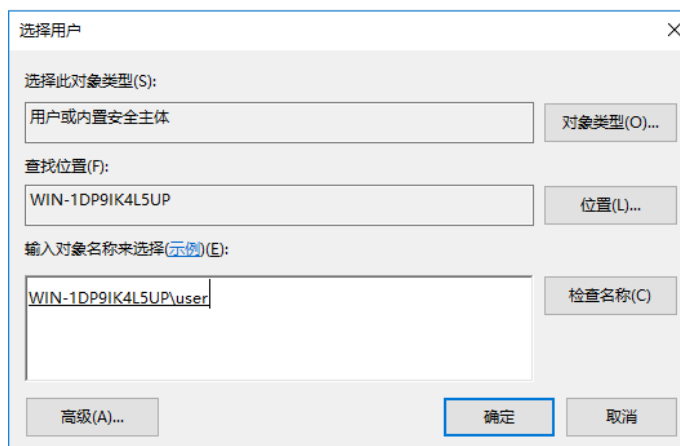 选择用户
选择此对象类型(S):
用户或内置安全主体
对象类型(O)...
查找位置(F):
WIN-1DP9IK4L5UP
位置(L)...
输入对象名称来选择(示例)(E):
WIN-1DP9IK4L5UP\user
检查名称(C)
高级(A)...
确定
取消